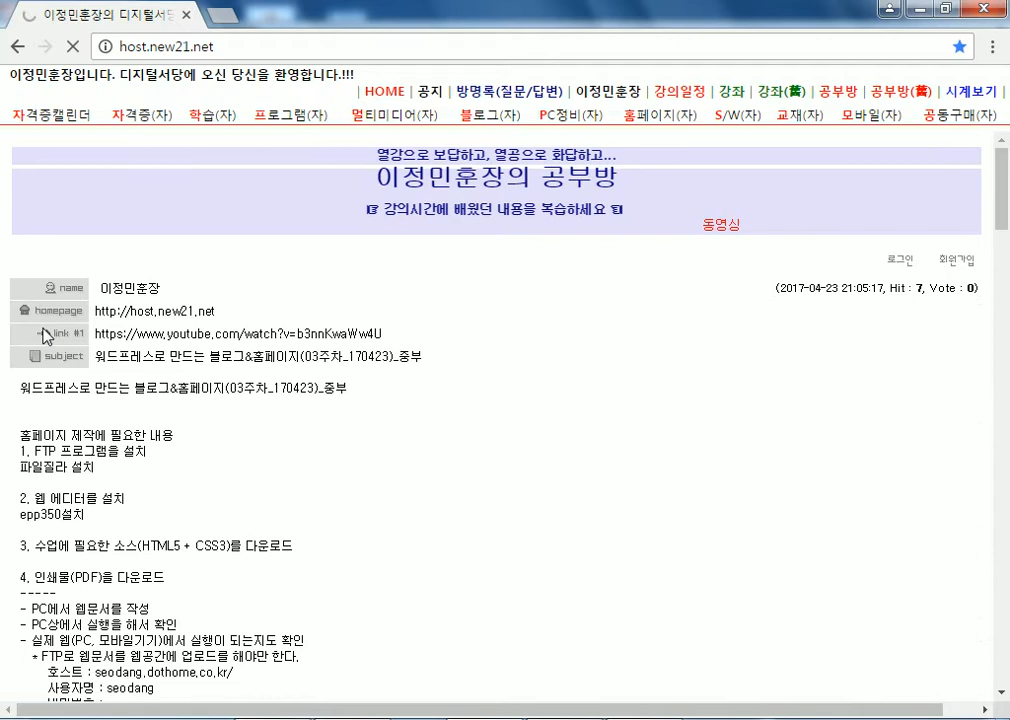 이정민훈장의 디지털서당
host.new21.net
이정민훈장입니다. 디지털서당에 오신 당신을 환영합니다.!!!
| HOME | 공지 | 방명록(질문/답변) | 이정민훈장 | 강의일정 | 강좌 | 강좌(舊) | 공부방 | 공부방(舊) | 시계보기 |
자격증캘린더 자격증(자) 학습(자) 프로그램(자) 멀티미디어(자) 블로그(자) PC정비(자) 홈페이지(자) S/W(자) 교재(자) 모바일(자) 공동구매(자)
열강으로 보답하고, 열공으로 화답하고...
이정민훈장의 공부방
☞ 강의시간에 배웠던 내용을 복습하세요 ☜
동영상
로그인 회원가입
name 이정민훈장 (2017-04-23 21:05:17, Hit : 7, Vote : 0)
homepage http://host.new21.net
link #1 https://www.youtube.com/watch?v=b3nnKwaWw4U
subject 워드프레스로 만드는 블로그&홈페이지(03주차_170423)_중부
워드프레스로 만드는 블로그&홈페이지(03주차_170423)_중부
홈페이지 제작에 필요한 내용
1. FTP 프로그램을 설치
파일질라 설치
2. 웹 에디터를 설치
epp350설치
3. 수업에 필요한 소스(HTML5 + CSS3)를 다운로드
4. 인쇄물(PDF)을 다운로드
-----
- PC에서 웹문서를 작성
- PC상에서 실행을 해서 확인
- 실제 웹(PC, 모바일기기)에서 실행이 되는지도 확인
* FTP로 웹문서를 웹공간에 업로드를 해야만 한다.
호스트 : seodang.dothome.co.kr/
사용자명 : seodang